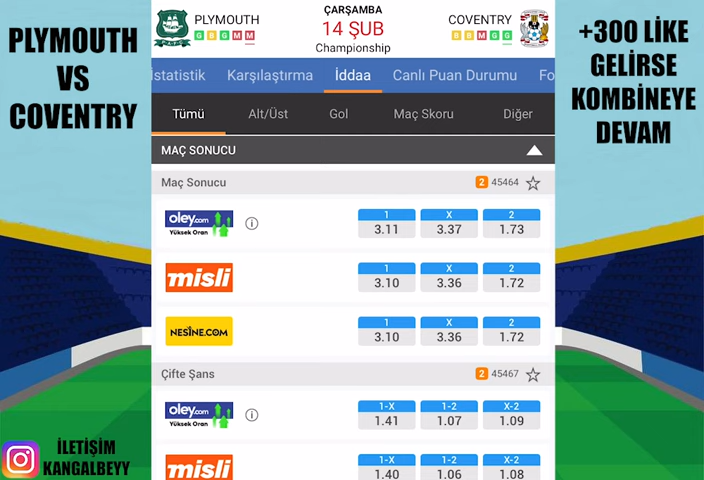 PLYMOUTH
VS
COVENTRY
PLYMOUTH
G B G M M
ÇARŞAMBA
14 ŞUB
Championship
COVENTRY
B B M G G
+300 LİKE
GELİRSE
KOMBİNEYE
DEVAM
İstatistik Karşılaştırma İddaa Canlı Puan Durumu Fo
Tümü Alt/Üst Gol Maç Skoru Diğer
MAÇ SONUCU
Maç Sonucu 2 45464
oley.com
Yüksek Oran
1 X 2
3.11 3.37 1.73
misli
1 X 2
3.10 3.36 1.72
NESİNE.COM
1 X 2
3.10 3.36 1.72
Çifte Şans 2 45467
oley.com
Yüksek Oran
1-X 1-2 X-2
1.41 1.07 1.09
misli
1-X 1-2 X-2
1.40 1.06 1.08
İLETİŞİM
KANGALBEYY